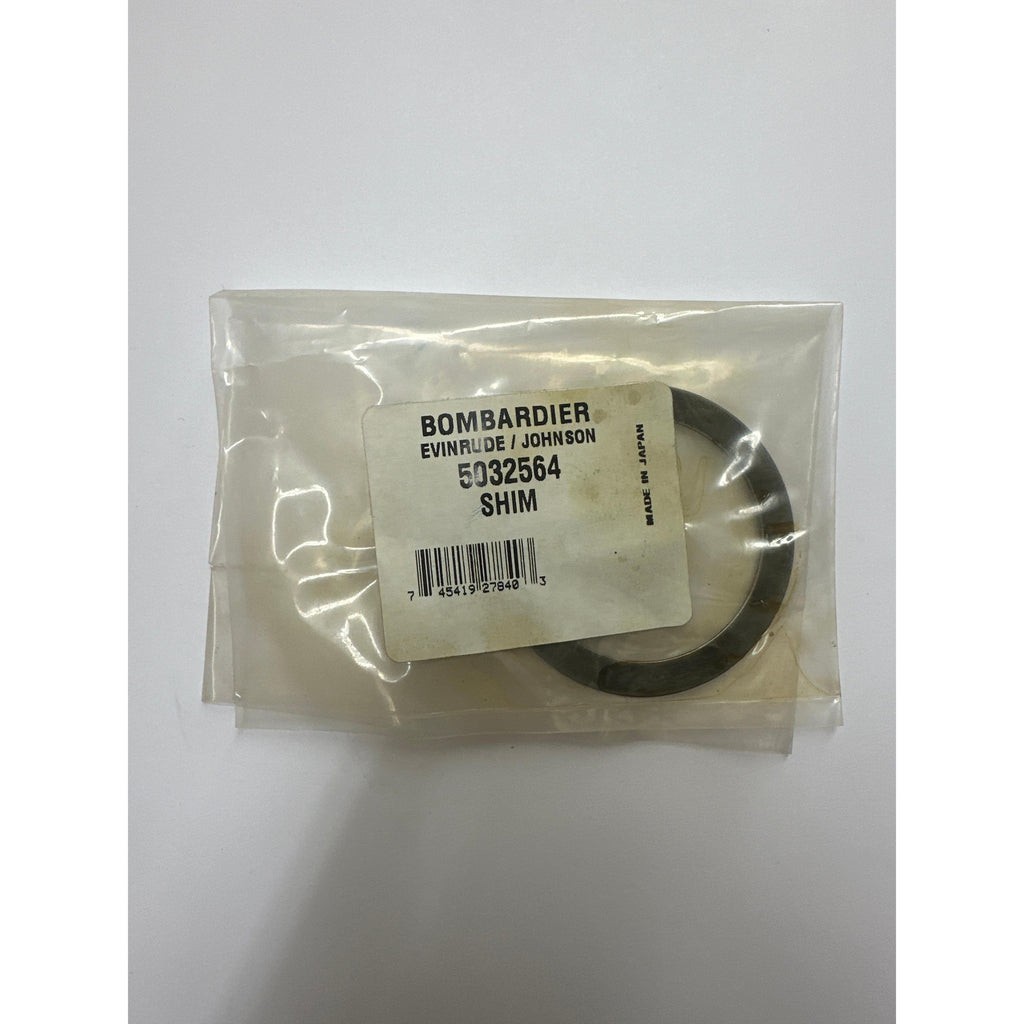 BOMBARDIER
EVINRUDE / JOHNSON
5032564
SHIM
MADE IN JAPAN
7 45419 27840 3